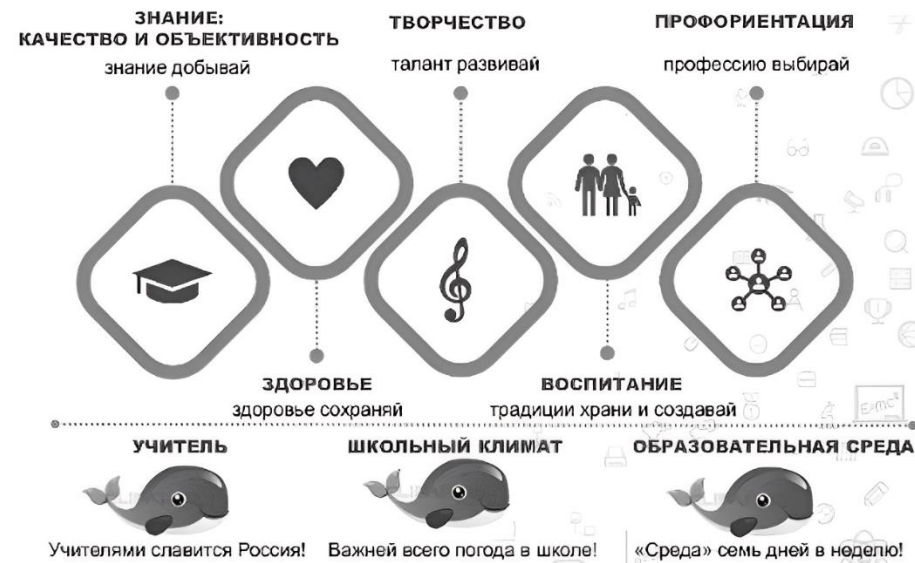 ЗНАНИЕ:
КАЧЕСТВО И ОБЪЕКТИВНОСТЬ
знание добывай
ТВОРЧЕСТВО
талант развивай
ПРОФОРИЕНТАЦИЯ
профессию выбирай
ЗДОРОВЬЕ
здоровье сохраняй
ВОСПИТАНИЕ
традиции храни и создавай
E=mc²
УЧИТЕЛЬ
Учителями славится Россия!
ШКОЛЬНЫЙ КЛИМАТ
Важней всего погода в школе!
ОБРАЗОВАТЕЛЬНАЯ СРЕДА
«Среда» семь дней в неделю!